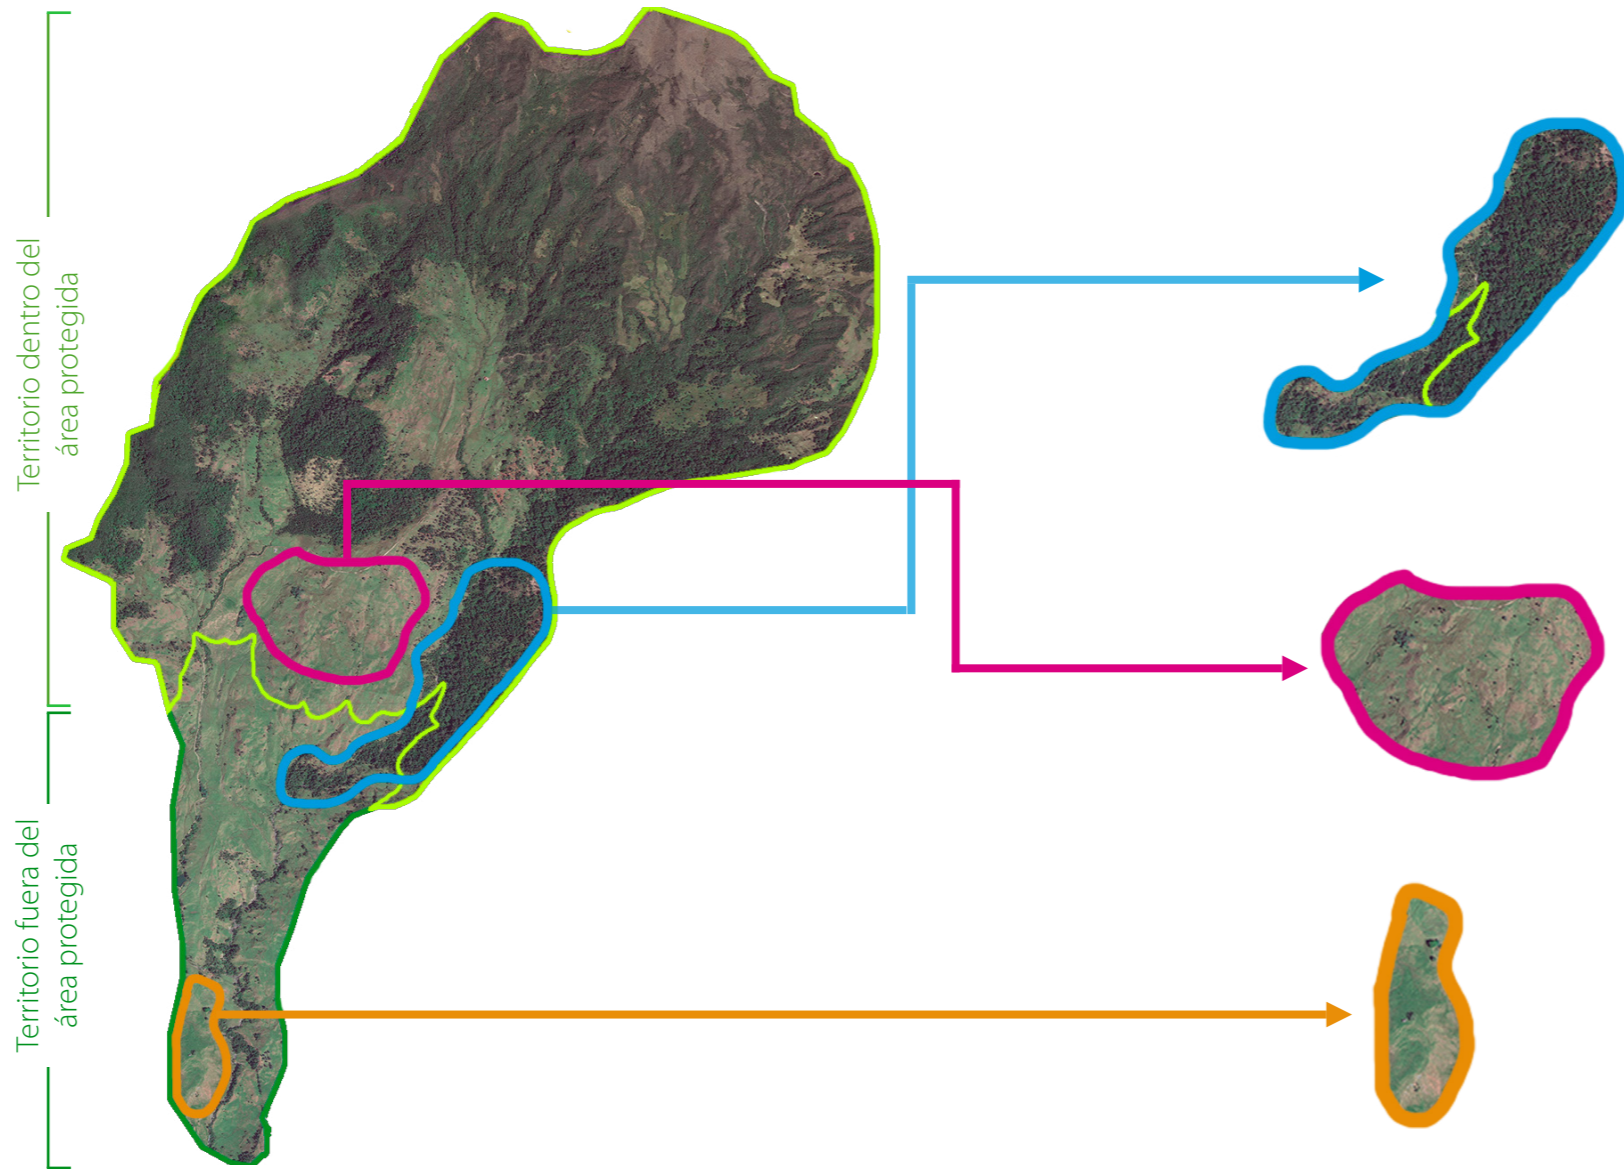 Territorio dentro del
área protegida
Territorio fuera del
área protegida